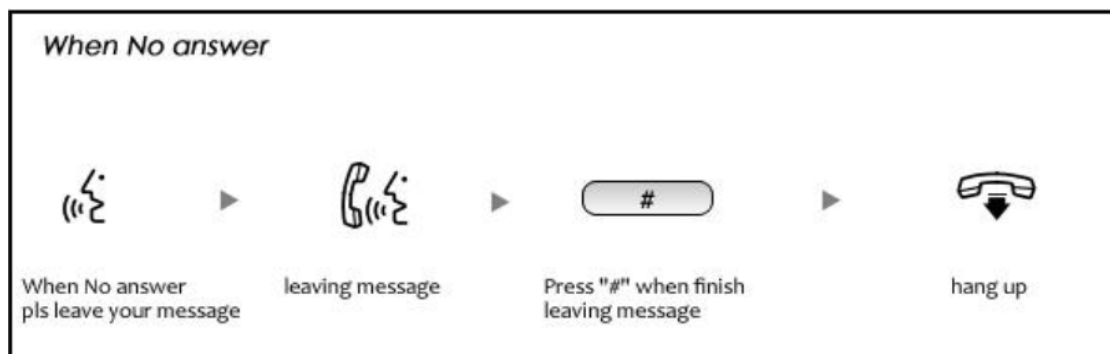 When No answer
#
When No answer
pls leave your message
leaving message
Press "#" when finish
leaving message
hang up